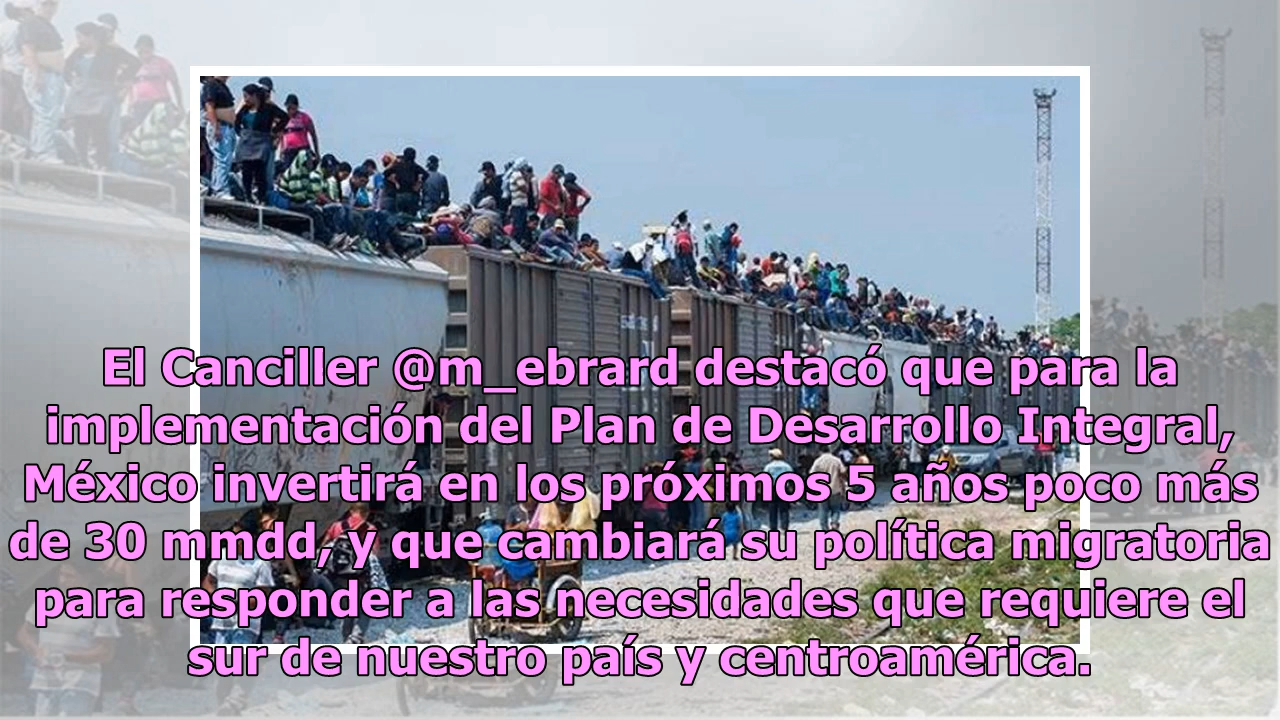 El Canciller @m_ebrard destacó que para la
implementación del Plan de Desarrollo Integral,
México invertirá en los próximos 5 años poco más
de 30 mmdd, y que cambiará su política migratoria
para responder a las necesidades que requiere el
sur de nuestro país y centroamérica.